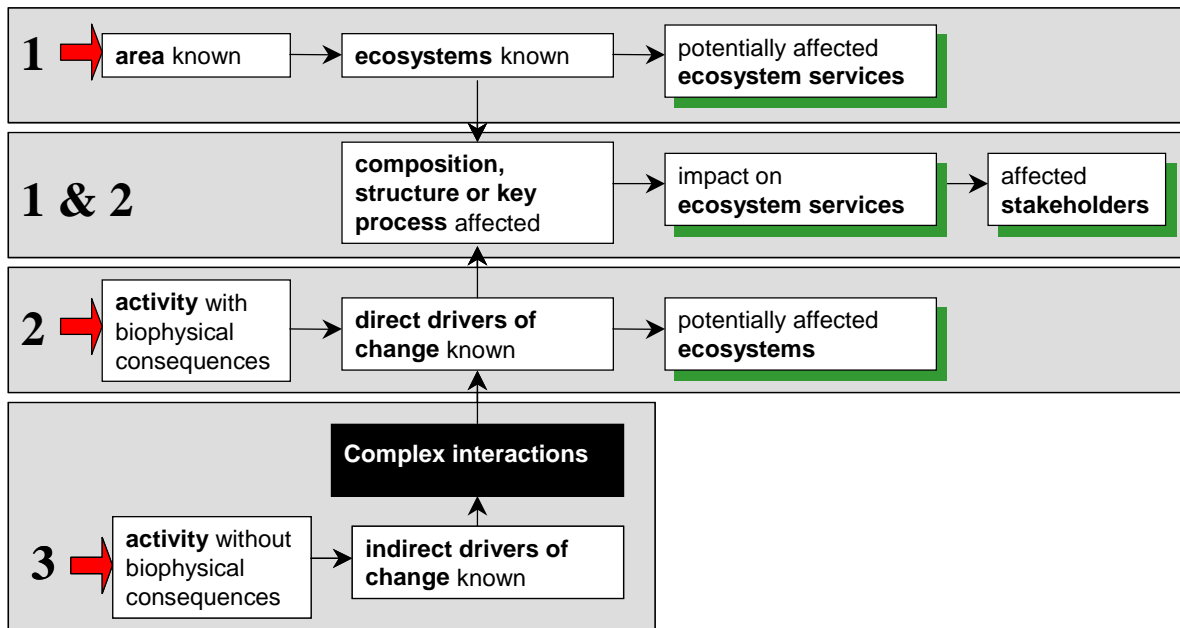 1
area known
ecosystems known
potentially affected
ecosystem services
1 & 2
composition,
structure or key
process affected
impact on
ecosystem services
affected
stakeholders
2
activity with
biophysical
consequences
direct drivers of
change known
potentially affected
ecosystems
Complex interactions
3
activity without
biophysical
consequences
indirect drivers of
change known